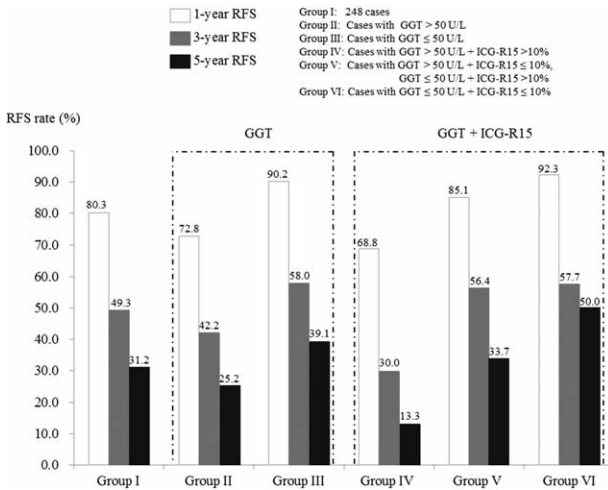 1-year RFS
3-year RFS
5-year RFS
Group I: 248 cases
Group II: Cases with GGT > 50 U/L
Group III: Cases with GGT ≤ 50 U/L
Group IV: Cases with GGT > 50 U/L + ICG-R15 >10%
Group V: Cases with GGT > 50 U/L + ICG-R15 ≤ 10%,
GGT ≤ 50 U/L + ICG-R15 >10%
Group VI: Cases with GGT ≤ 50 U/L + ICG-R15 ≤ 10%
RFS rate (%)
GGT
GGT + ICG-R15
100.0
90.0
80.0
70.0
60.0
50.0
40.0
30.0
20.0
10.0
0.0
80.3
49.3
31.2
72.8
42.2
25.2
90.2
58.0
39.1
68.8
30.0
13.3
85.1
56.4
33.7
92.3
57.7
50.0
Group I
Group II
Group III
Group IV
Group V
Group VI